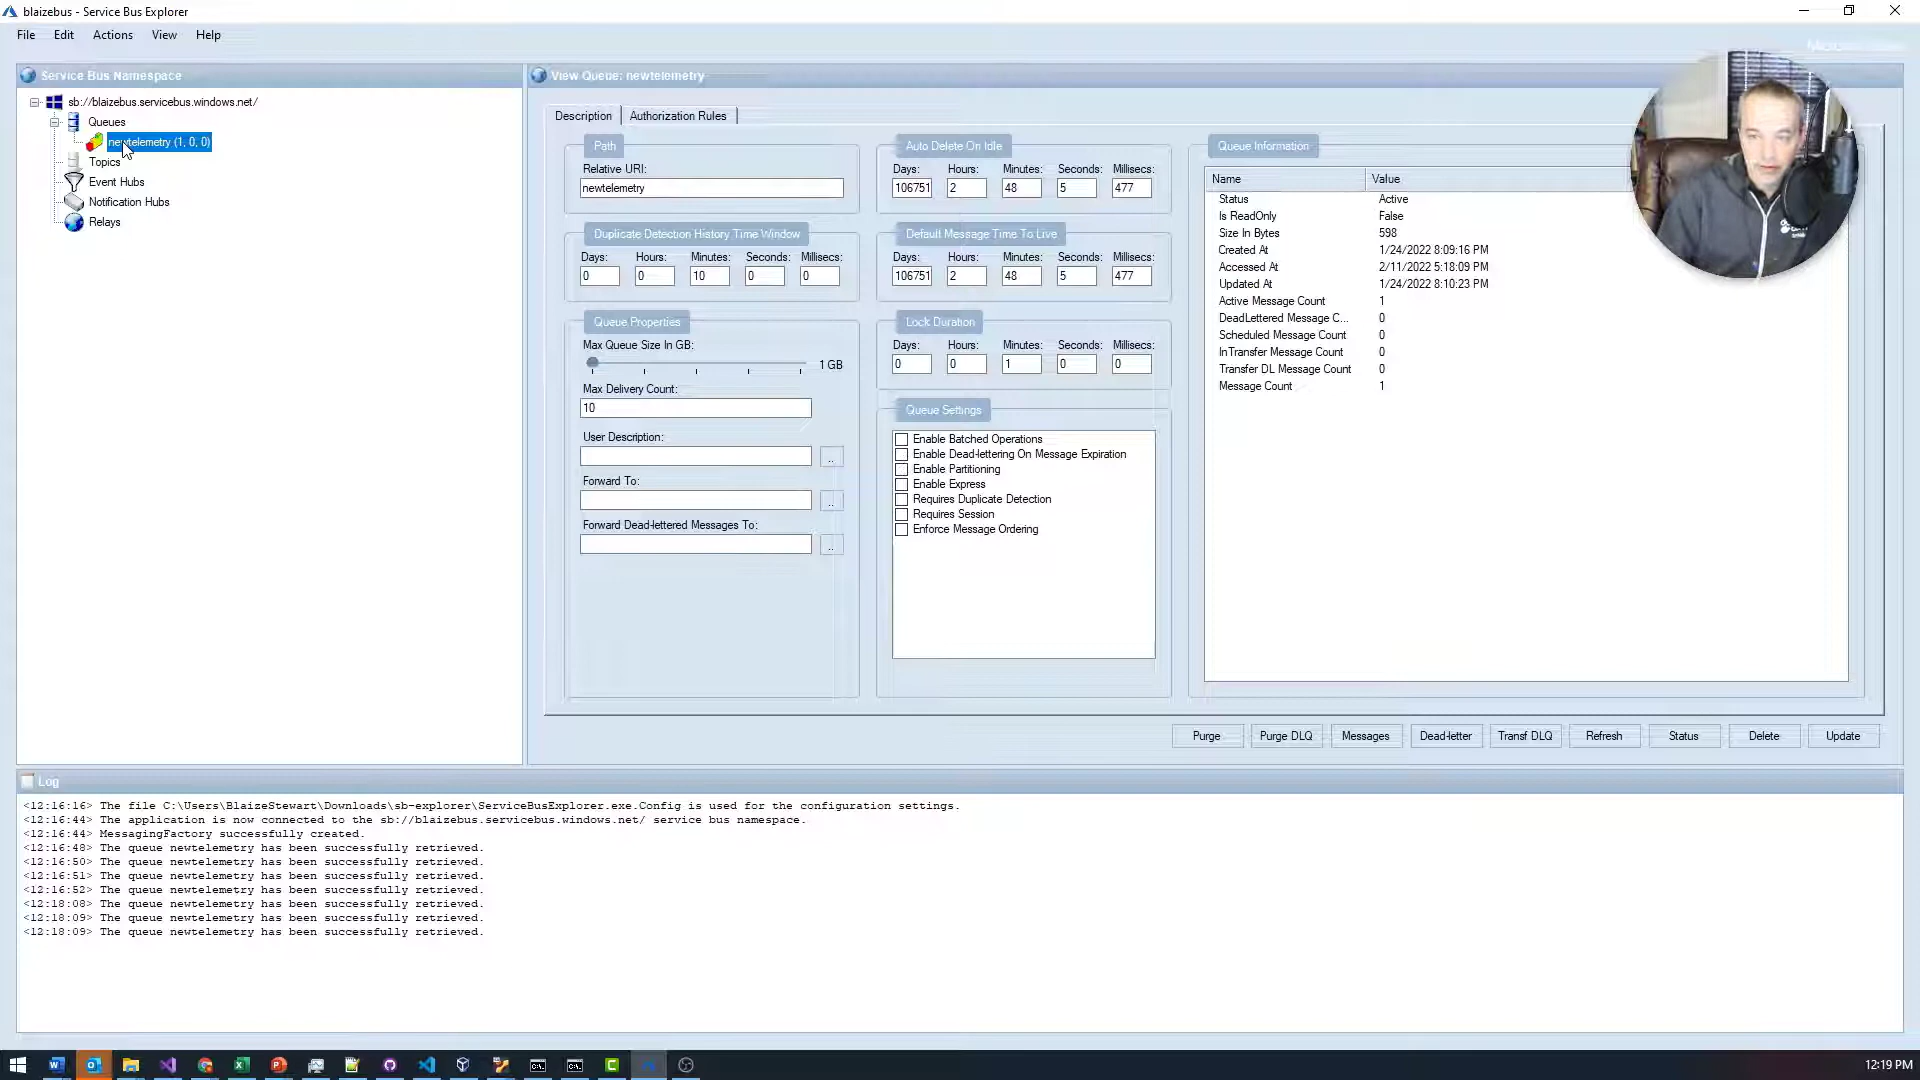 blaizebus - Service Bus Explorer
File Edit Actions View Help
Service Bus Namespace
sb://blaizebus.servicebus.windows.net/
Queues
newtelemetry (1, 0, 0)
Topics
Event Hubs
Notification Hubs
Relays
View Queue: newtelemetry
Description Authorization Rules
Path
Relative URI:
newtelemetry
Duplicate Detection History Time Window
Days: Hours: Minutes: Seconds: Millisecs:
0 0 10 0 0
Queue Properties
Max Queue Size In GB:
1 GB
Max Delivery Count:
10
User Description:
..
Forward To:
..
Forward Dead-lettered Messages To:
..
Auto Delete On Idle
Days: Hours: Minutes: Seconds: Millisecs:
106751 2 48 5 477
Default Message Time To Live
Days: Hours: Minutes: Seconds: Millisecs:
106751 2 48 5 477
Lock Duration
Days: Hours: Minutes: Seconds: Millisecs:
0 0 1 0 0
Queue Settings
Enable Batched Operations
Enable Dead-lettering On Message Expiration
Enable Partitioning
Enable Express
Requires Duplicate Detection
Requires Session
Enforce Message Ordering
Queue Information
Name Value
Status Active
Is ReadOnly False
Size In Bytes 598
Created At 1/24/2022 8:09:16 PM
Accessed At 2/11/2022 5:18:09 PM
Updated At 1/24/2022 8:10:23 PM
Active Message Count 1
DeadLettered Message C... 0
Scheduled Message Count 0
InTransfer Message Count 0
Transfer DL Message Count 0
Message Count 1
Purge Purge DLQ Messages Dead-letter Transf DLQ Refresh Status Delete Update
Log
<12:16:16> The file C:\Users\BlaizeStewart\Downloads\sb-explorer\ServiceBusExplorer.exe.Config is used for the configuration settings.
<12:16:44> The application is now connected to the sb://blaizebus.servicebus.windows.net/ service bus namespace.
<12:16:44> MessagingFactory successfully created.
<12:16:48> The queue newtelemetry has been successfully retrieved.
<12:16:50> The queue newtelemetry has been successfully retrieved.
<12:16:51> The queue newtelemetry has been successfully retrieved.
<12:16:52> The queue newtelemetry has been successfully retrieved.
<12:18:08> The queue newtelemetry has been successfully retrieved.
<12:18:09> The queue newtelemetry has been successfully retrieved.
<12:18:09> The queue newtelemetry has been successfully retrieved.
12:19 PM